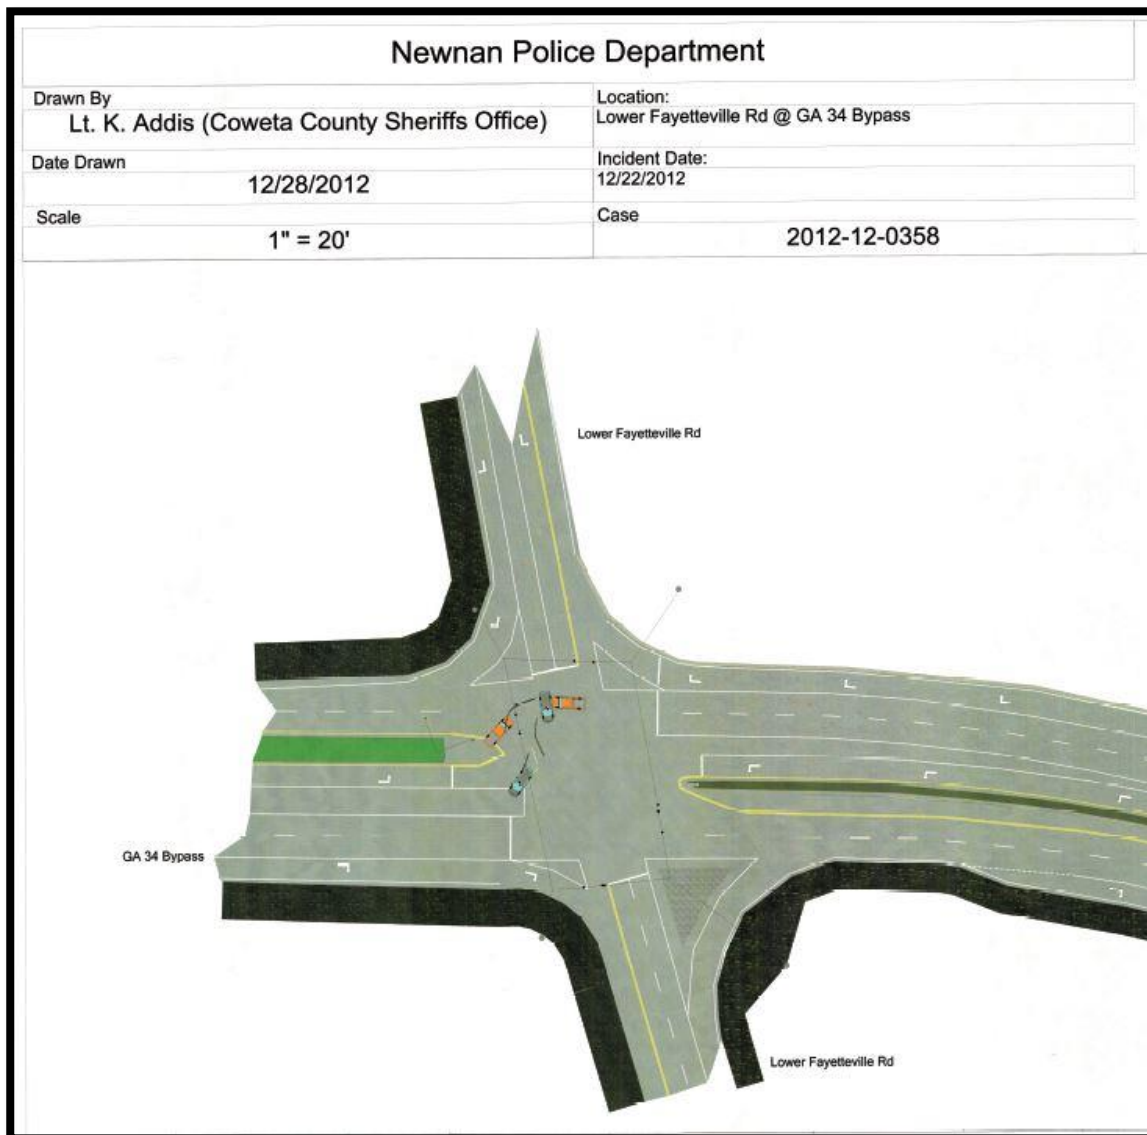 Newnan Police Department
Drawn By
Lt. K. Addis (Coweta County Sheriffs Office)
Location:
Lower Fayetteville Rd @ GA 34 Bypass
Date Drawn
12/28/2012
Incident Date:
12/22/2012
Scale
1" = 20'
Case
2012-12-0358
Lower Fayetteville Rd
GA 34 Bypass
Lower Fayetteville Rd